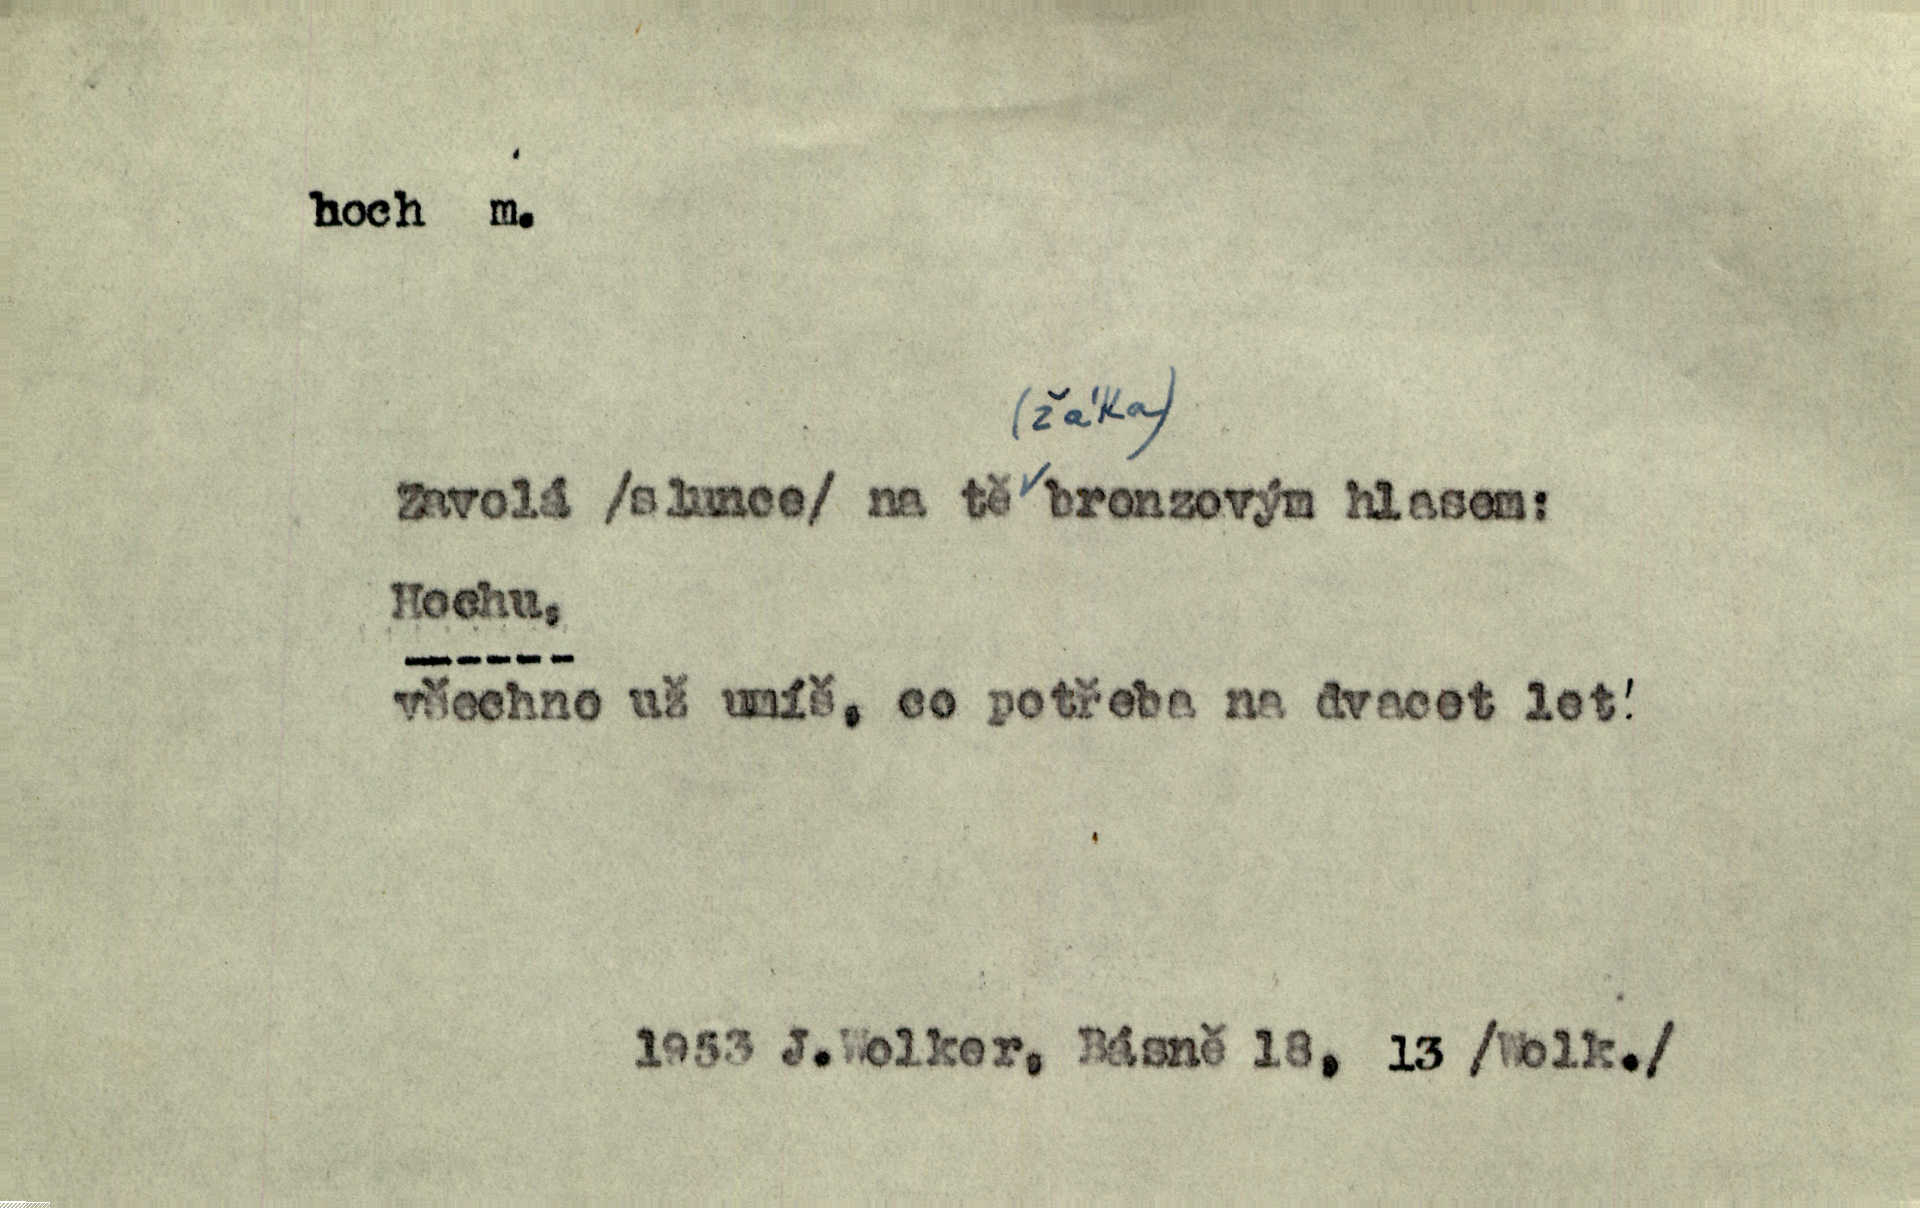 hoch m.
(žáka)
Zavolá /slunce/ na tě bronzovým hlasem:
Hochu,
všechno už umíš, co potřeba na dvacet let!
1953 J.Wolker, Básně 18, 13 /Wolk./